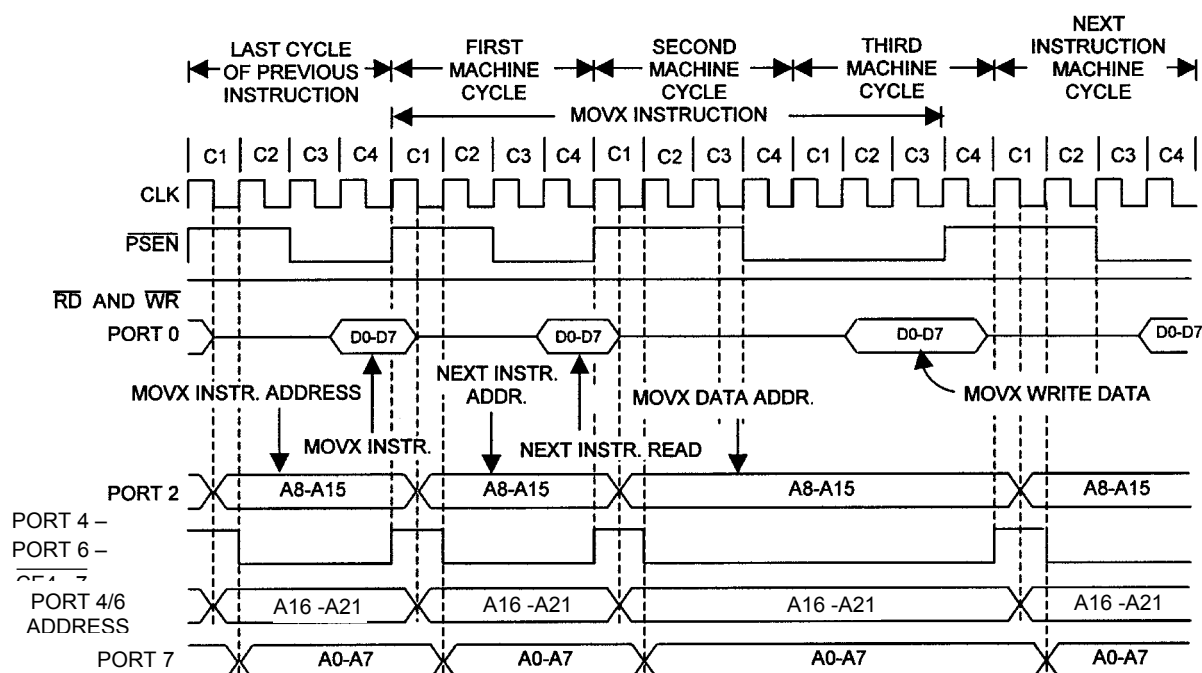 LAST CYCLE
OF PREVIOUS
INSTRUCTION
FIRST
MACHINE
CYCLE
SECOND
MACHINE
CYCLE
THIRD
MACHINE
CYCLE
NEXT
INSTRUCTION
MACHINE
CYCLE
MOVX INSTRUCTION
C1 C2 C3 C4 C1 C2 C3 C4 C1 C2 C3 C4 C1 C2 C3 C4 C1 C2 C3 C4
CLK
PSEN
RD AND WR
PORT 0
D0-D7 D0-D7 D0-D7 D0-D7
MOVX INSTR. ADDRESS
MOVX INSTR.
NEXT INSTR.
ADDR.
NEXT INSTR. READ
MOVX DATA ADDR.
MOVX WRITE DATA
PORT 2
A8-A15 A8-A15 A8-A15 A8-A15
PORT 4 –
PORT 6 –
PORT 4/6
ADDRESS
A16 -A21 A16 -A21 A16 -A21 A16 -A21
PORT 7
A0-A7 A0-A7 A0-A7 A0-A7